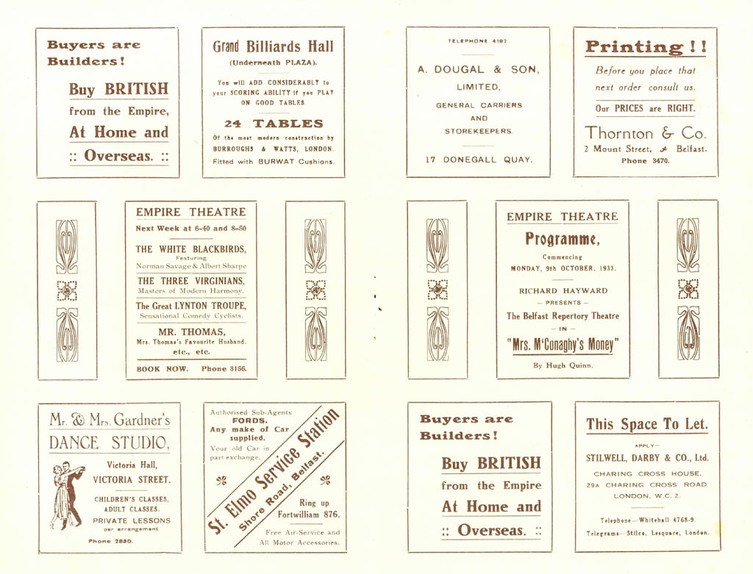 Buyers are
Builders!
Buy BRITISH
from the Empire,
At Home and
:: Overseas. ::
Grand Billiards Hall
(Underneath PLAZA).
You will ADD CONSIDERABLY to
your SCORING ABILITY if you PLAY
ON GOOD TABLES.
24 TABLES
Of the most modern construction by
BURROUGHS & WATTS, LONDON.
Fitted with BURWAT Cushions.
TELEPHONE 4193
A. DOUGAL & SON,
LIMITED,
GENERAL CARRIERS
AND
STOREKEEPERS.
17 DONEGALL QUAY.
Printing !!
Before you place that
next order consult us.
Our PRICES are RIGHT.
Thornton & Co.
2 Mount Street, Belfast.
Phone 3470.
EMPIRE THEATRE
Next Week at 6-40 and 8-50
THE WHITE BLACKBIRDS,
Featuring
Norman Savage & Albert Sharpe
THE THREE VIRGINIANS,
Masters of Modern Harmony.
The Great LYNTON TROUPE,
Sensational Comedy Cyclists.
MR. THOMAS,
Mrs. Thomas's Favourite Husband.
etc., etc.
BOOK NOW. Phone 3156.
EMPIRE THEATRE
Programme,
Commencing
MONDAY, 9th OCTOBER, 1933.
RICHARD HAYWARD
— PRESENTS —
The Belfast Repertory Theatre
— IN —
"Mrs. M'Conaghy's Money"
By Hugh Quinn.
Mr. & Mrs. Gardner's
DANCE STUDIO,
Victoria Hall,
VICTORIA STREET.
CHILDREN'S CLASSES,
ADULT CLASSES.
PRIVATE LESSONS
per arrangement.
Phone 2880.
Authorised Sub-Agents
FORDS.
Any make of Car
supplied.
Your old Car in
part exchange.
St. Elmo Service Station
Shore Road, Belfast.
Ring up
Fortwilliam 876.
Free Air-Service and
All Motor Accessories.
Buyers are
Builders!
Buy BRITISH
from the Empire
At Home and
:: Overseas. ::
This Space To Let.
APPLY—
STILWELL, DARBY & CO., Ltd.
CHARING CROSS HOUSE,
29A CHARING CROSS ROAD
LONDON, W.C. 2.
Telephone—Whitehall 4768-9.
Telegrams—Stilco, Lesquare, London.